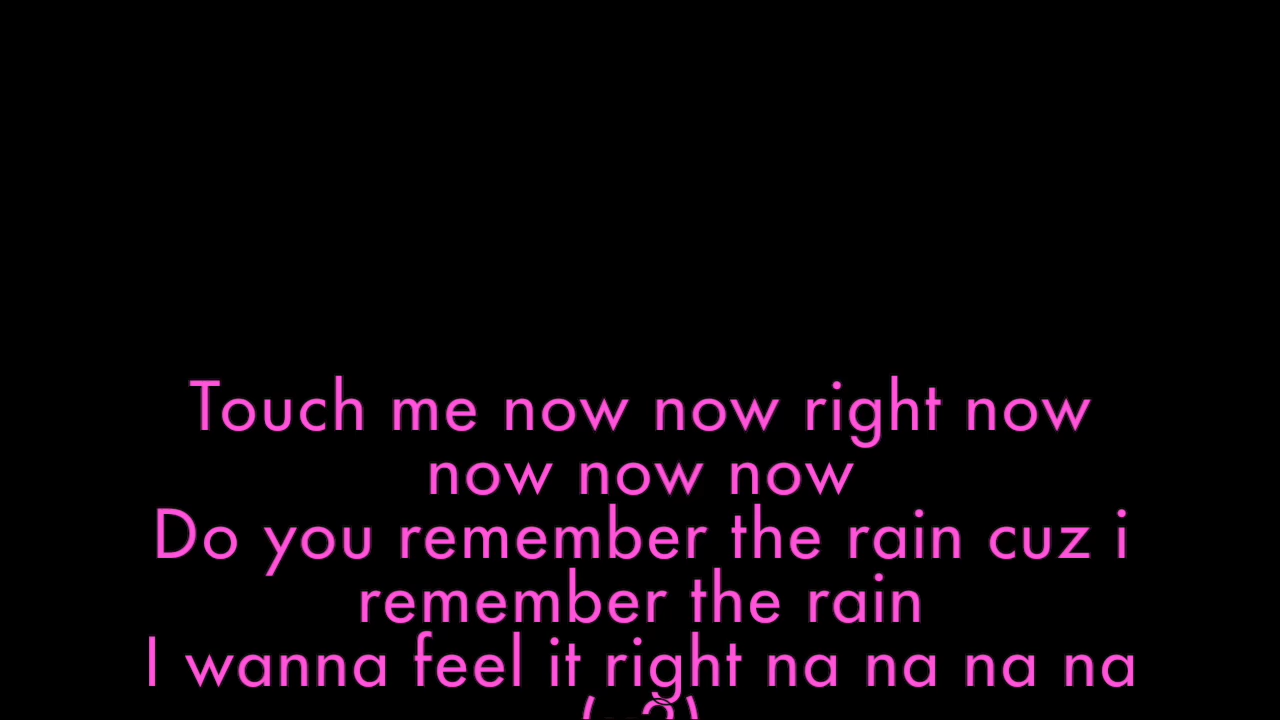 Touch me now now right now
now now now
Do you remember the rain cuz i
remember the rain
I wanna feel it right na na na na